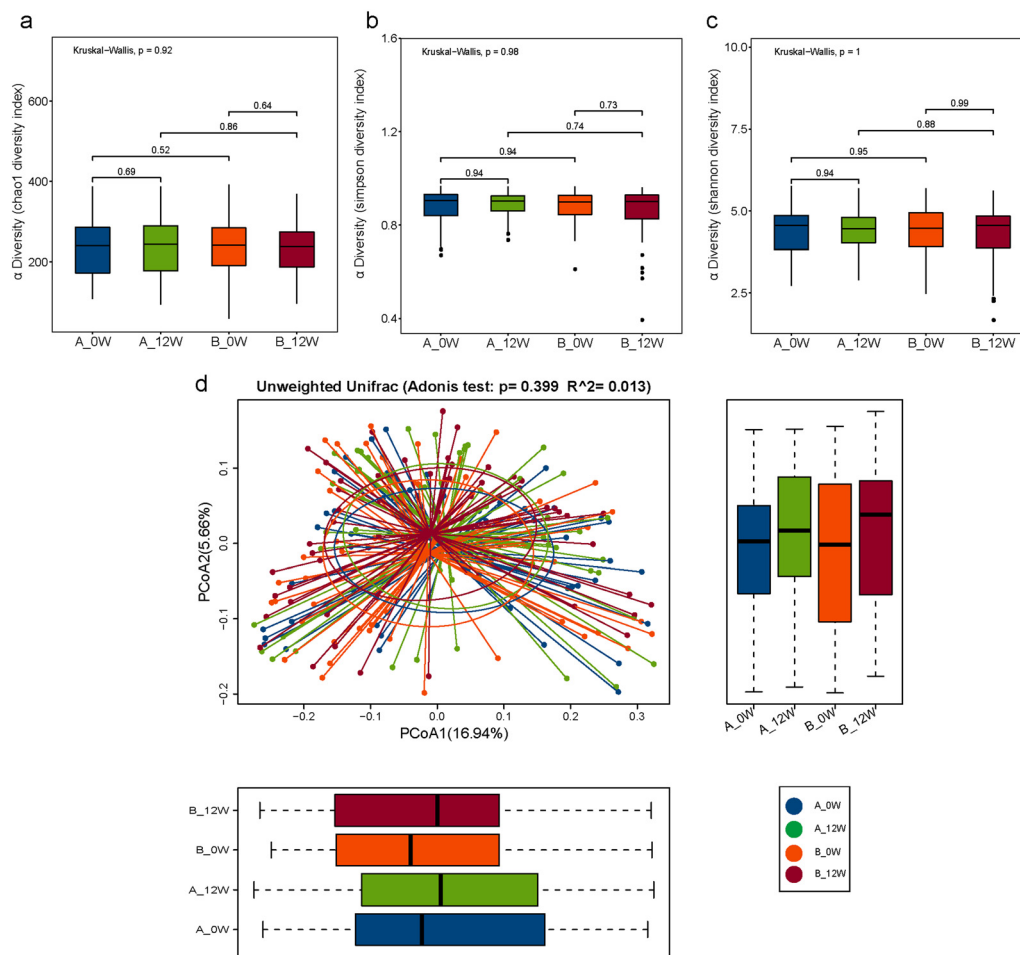 a
Kruskal−Wallis, p = 0.92
α Diversity (chao1 diversity index)
600
400
200
0.64
0.86
0.52
0.69
A_0W A_12W B_0W B_12W
b
Kruskal−Wallis, p = 0.98
α Diversity (simpson diversity index)
1.6
1.2
0.8
0.4
0.73
0.74
0.94
0.94
A_0W A_12W B_0W B_12W
c
Kruskal−Wallis, p = 1
α Diversity (shannon diversity index)
10.0
7.5
5.0
2.5
0.99
0.88
0.95
0.94
A_0W A_12W B_0W B_12W
d
Unweighted Unifrac (Adonis test: p= 0.399 R^2= 0.013)
PCoA2(5.66%)
0.1
0.0
−0.1
−0.2
−0.2 −0.1 0.0 0.1 0.2 0.3
PCoA1(16.94%)
A_0W A_12W B_0W B_12W
B_12W
B_0W
A_12W
A_0W
A_0W
A_12W
B_0W
B_12W